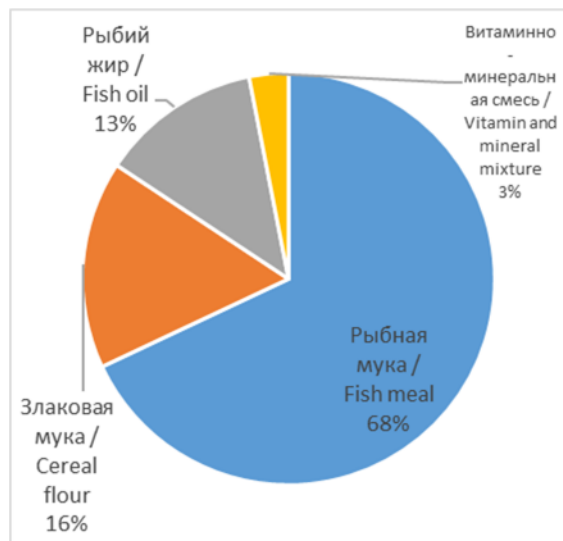 Рыбий
жир /
Fish oil
13%
Витаминно
-
минеральн
ая смесь /
Vitamin and
mineral
mixture
3%
Рыбная
мука /
Fish meal
68%
Злаковая
мука /
Cereal
flour
16%